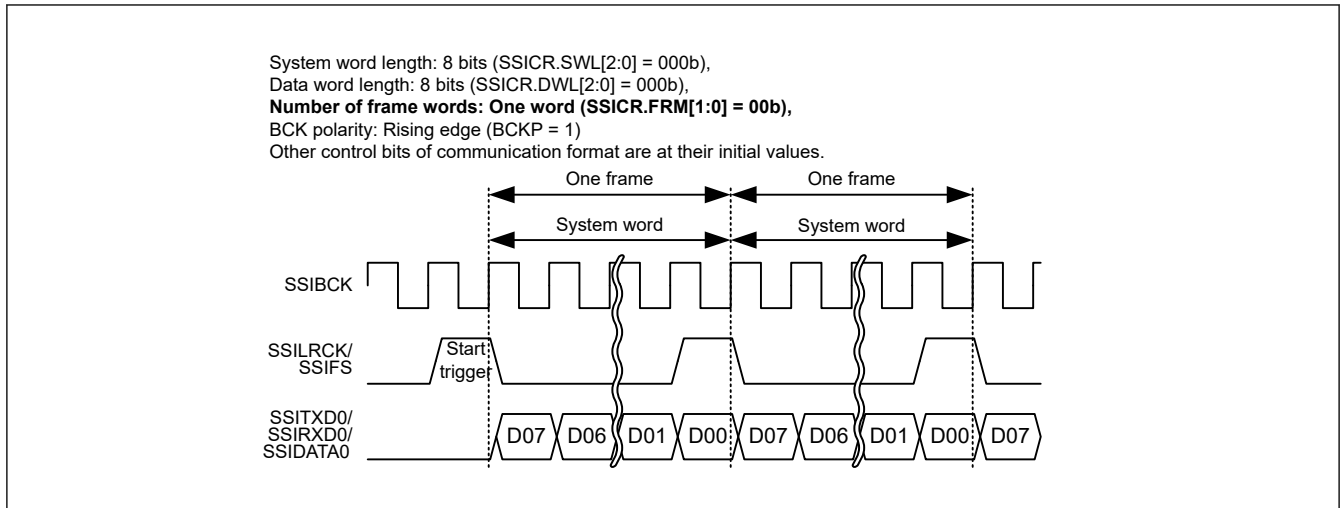 System word length: 8 bits (SSICR.SWL[2:0] = 000b),
Data word length: 8 bits (SSICR.DWL[2:0] = 000b),
Number of frame words: One word (SSICR.FRM[1:0] = 00b),
BCK polarity: Rising edge (BCKP = 1)
Other control bits of communication format are at their initial values.
One frame One frame
System word System word
SSIBCK
SSILRCK/
SSIFS
Start
trigger
SSITXD0/
SSIRXD0/
SSIDATA0
D07 D06 D01 D00 D07 D06 D01 D00 D07